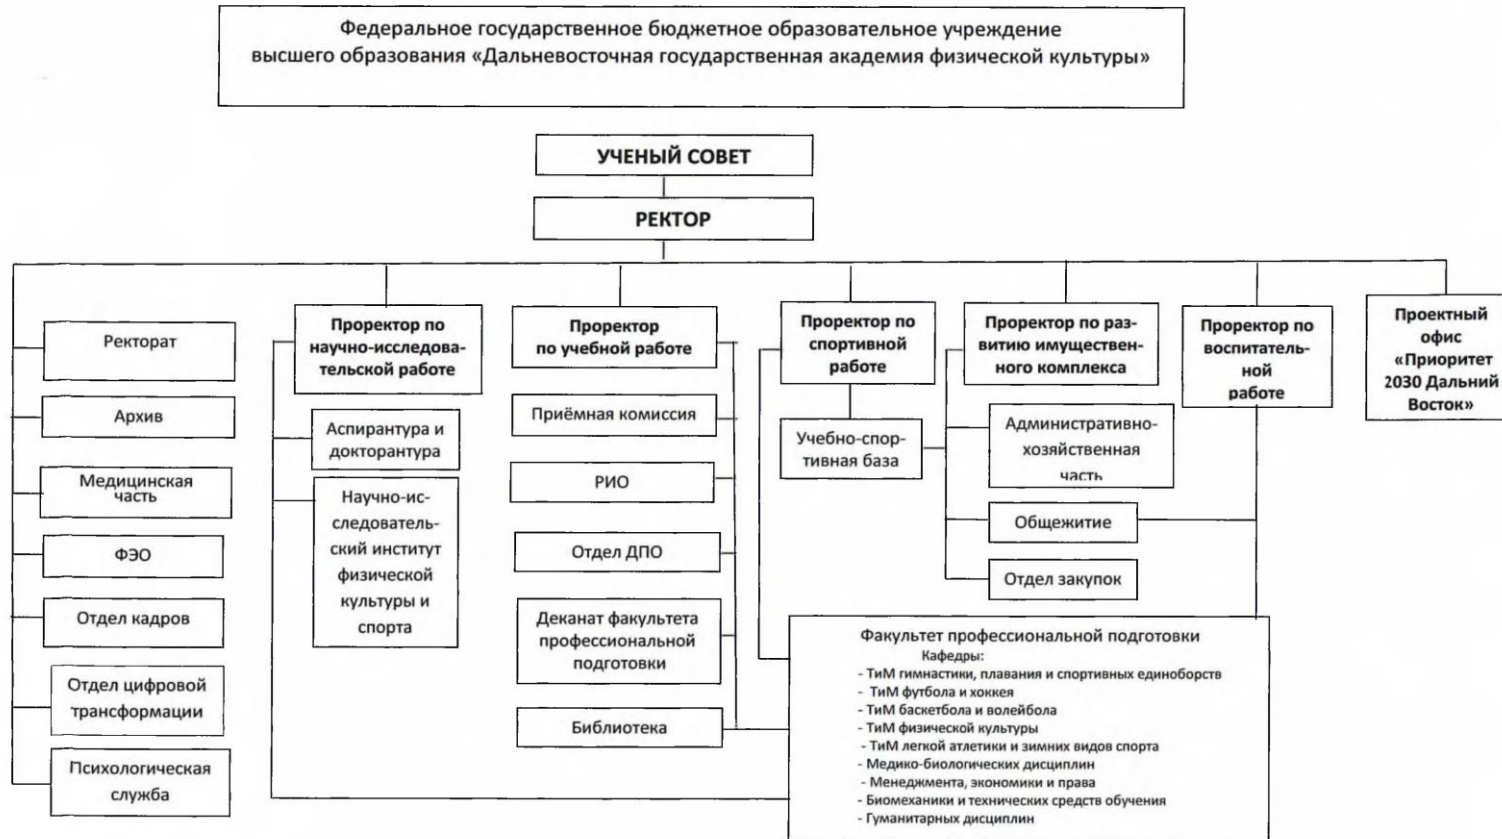 Федеральное государственное бюджетное образовательное учреждение
высшего образования «Дальневосточная государственная академия физической культуры»
УЧЕНЫЙ СОВЕТ
РЕКТОР
Ректорат
Архив
Медицинская
часть
ФЭО
Отдел кадров
Отдел цифровой
трансформации
Психологическая
служба
Проректор по
научно-исследова-
тельской работе
Аспирантура и
докторантура
Научно-ис-
следователь-
ский институт
физической
культуры и
спорта
Проректор
по учебной работе
Приёмная комиссия
РИО
Отдел ДПО
Деканат факультета
профессиональной
подготовки
Библиотека
Проректор по
спортивной
работе
Учебно-спор-
тивная база
Проректор по раз-
витию имуществен-
ного комплекса
Административно-
хозяйственная
часть
Общежитие
Отдел закупок
Проректор по
воспитатель-
ной
работе
Проектный
офис
«Приоритет
2030 Дальний
Восток»
Факультет профессиональной подготовки
Кафедры:
- ТиМ гимнастики, плавания и спортивных единоборств
- ТиМ футбола и хоккея
- ТиМ баскетбола и волейбола
- ТиМ физической культуры
- ТиМ легкой атлетики и зимних видов спорта
- Медико-биологических дисциплин
- Менеджмента, экономики и права
- Биомеханики и технических средств обучения
- Гуманитарных дисциплин